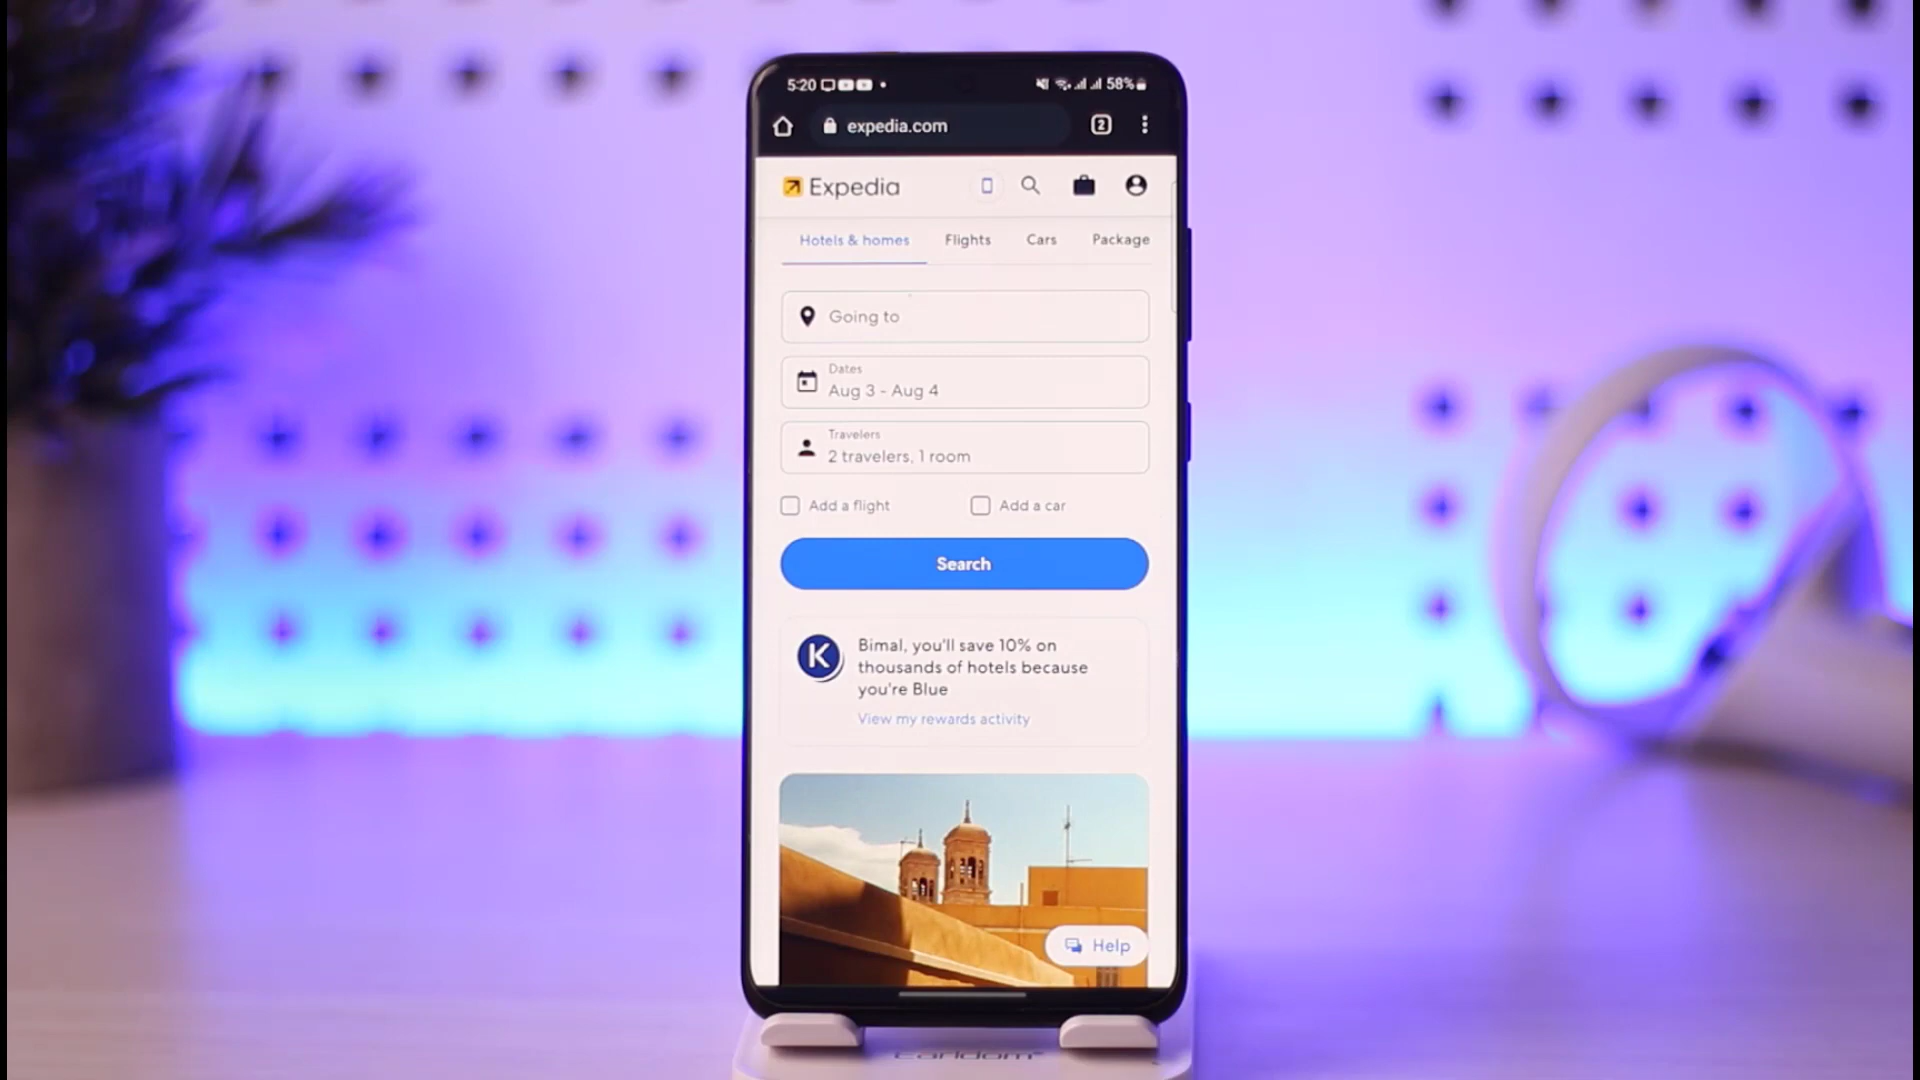 5:20
58%
expedia.com
2
Expedia
Hotels & homes
Flights
Cars
Package
Going to
Dates
Aug 3 - Aug 4
Travelers
2 travelers, 1 room
Add a flight
Add a car
Search
K
Bimal, you'll save 10% on
thousands of hotels because
you're Blue
View my rewards activity
Help